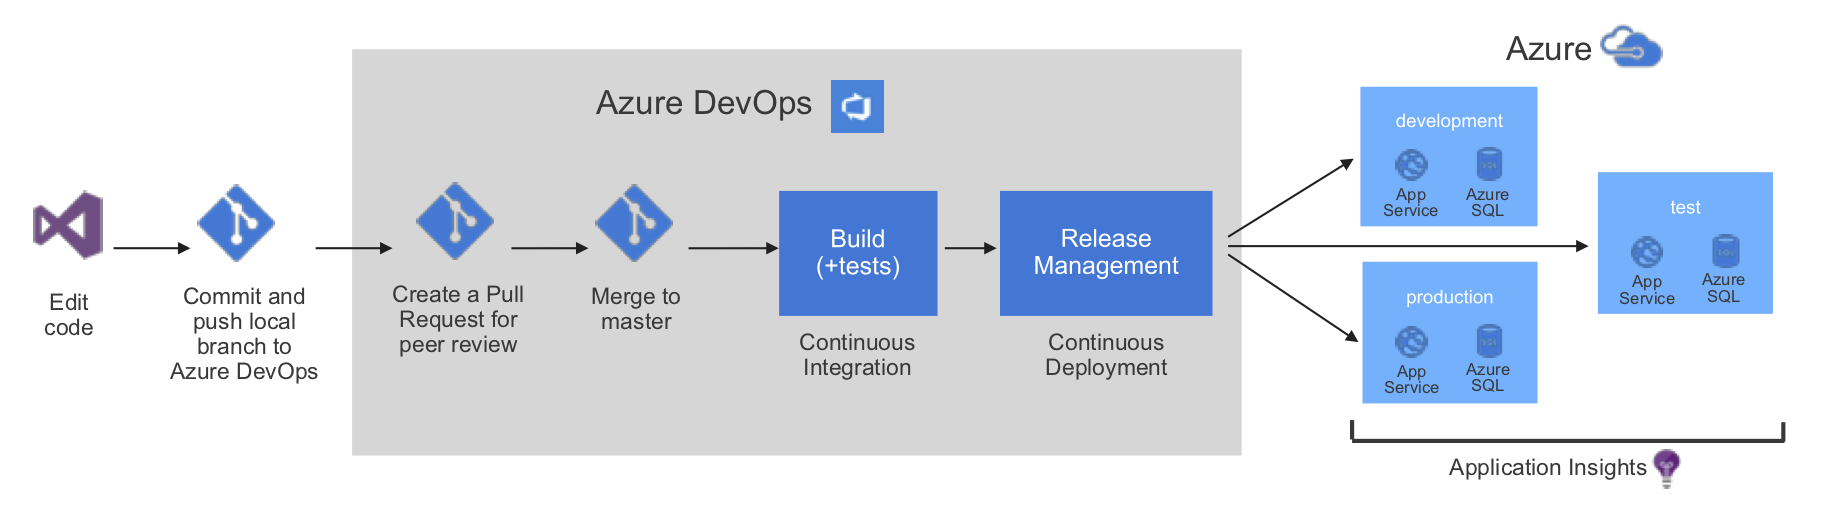 Azure
Azure DevOps
Edit
code
Commit and
push local
branch to
Azure DevOps
Create a Pull
Request for
peer review
Merge to
master
Build
(+tests)
Continuous
Integration
Release
Management
Continuous
Deployment
development
App
Service
Azure
SQL
test
App
Service
Azure
SQL
production
App
Service
Azure
SQL
Application Insights